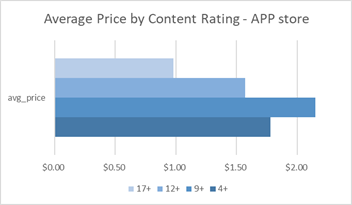 Average Price by Content Rating - APP store
avg_price
$0.00 $0.50 $1.00 $1.50 $2.00
17+ 12+ 9+ 4+